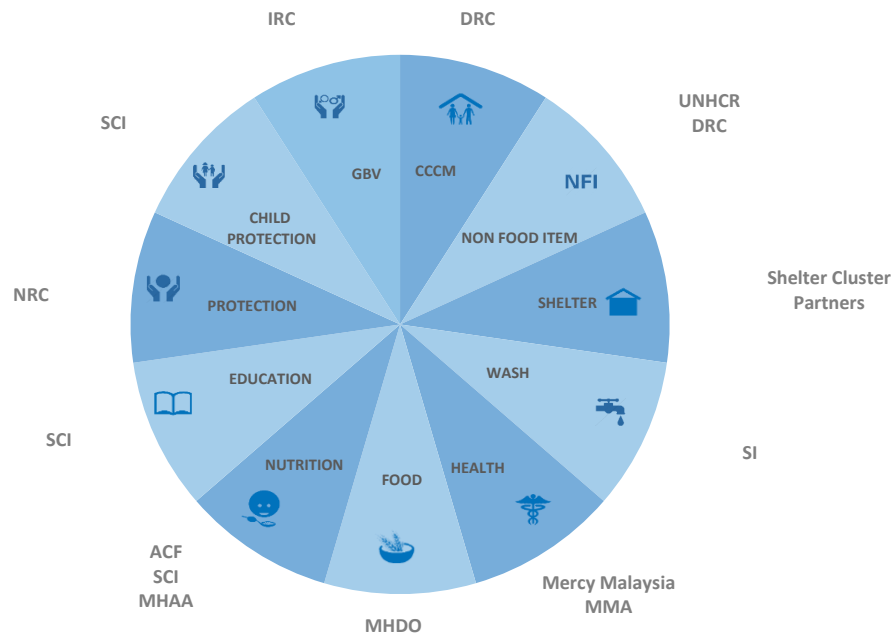 IRC
DRC
SCI
UNHCR
DRC
GBV
CCCM
NFI
CHILD
PROTECTION
NON FOOD ITEM
NRC
PROTECTION
SHELTER
Shelter Cluster
Partners
EDUCATION
WASH
SCI
SI
NUTRITION
FOOD
HEALTH
ACF
SCI
MHAA
MHDO
Mercy Malaysia
MMA